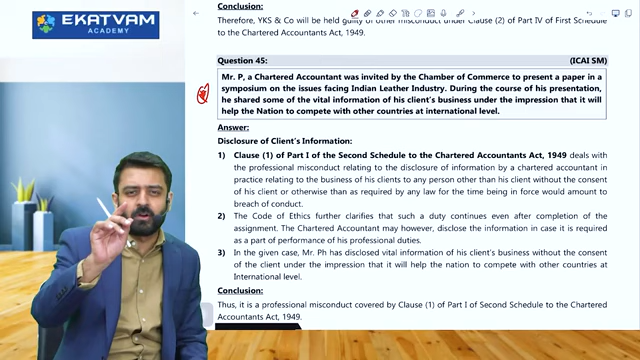 EKATVAM
ACADEMY
Conclusion:
Therefore, YKS & Co will be held guilty of other misconduct under Clause (2) of Part IV of First Schedule
to the Chartered Accountants Act, 1949.
Question 45: (ICAI SM)
Mr. P, a Chartered Accountant was invited by the Chamber of Commerce to present a paper in a
symposium on the issues facing Indian Leather Industry. During the course of his presentation,
he shared some of the vital information of his client's business under the impression that it will
help the Nation to compete with other countries at international level.
Answer:
Disclosure of Client's Information:
1) Clause (1) of Part I of the Second Schedule to the Chartered Accountants Act, 1949 deals with
the professional misconduct relating to the disclosure of information by a chartered accountant in
practice relating to the business of his clients to any person other than his client without the consent
of his client or otherwise than as required by any law for the time being in force would amount to
breach of conduct.
2) The Code of Ethics further clarifies that such a duty continues even after completion of the
assignment. The Chartered Accountant may however, disclose the information in case it is required
as a part of performance of his professional duties.
3) In the given case, Mr. Ph has disclosed vital information of his client's business without the consent
of the client under the impression that it will help the nation to compete with other countries at
International level.
Conclusion:
Thus, it is a professional misconduct covered by Clause (1) of Part I of Second Schedule to the Chartered
Accountants Act, 1949.